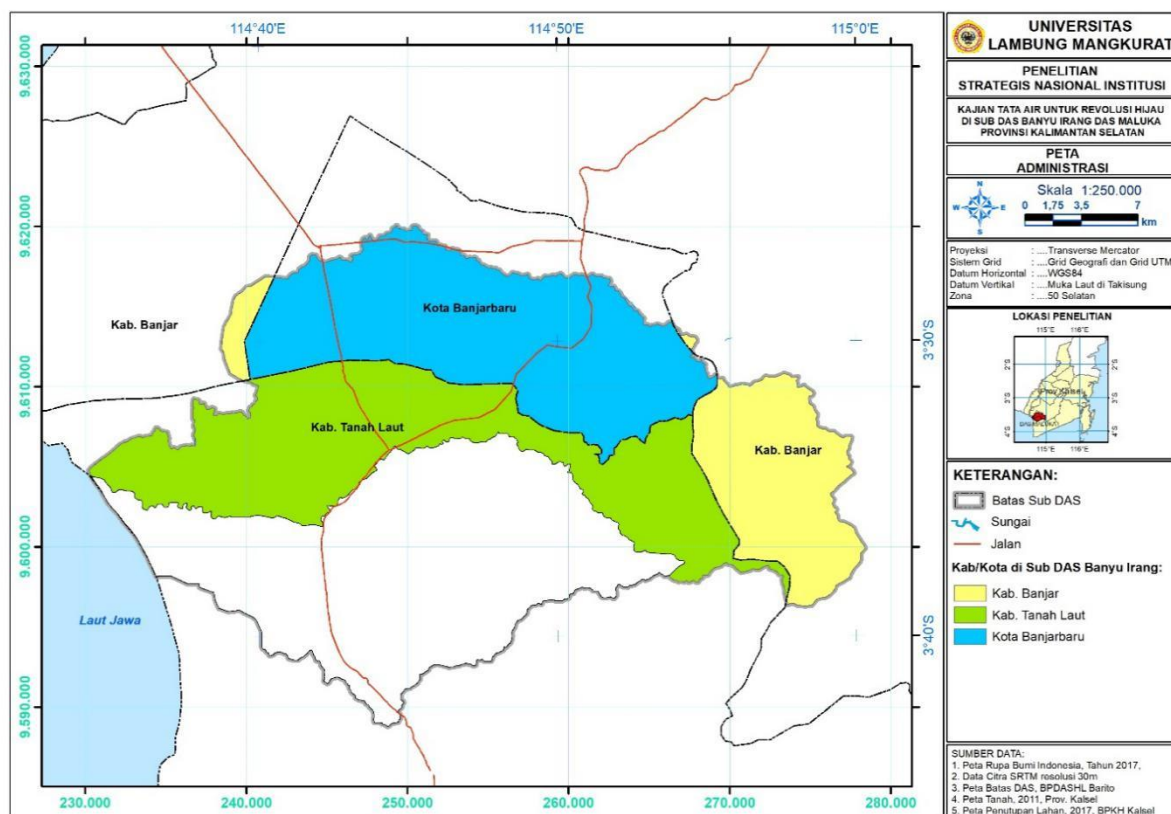 114°40'E
114°50'E
115°0'E
9.630.000
9.620.000
9.610.000
9.600.000
9.590.000
3°30'S
3°40'S
230.000
240.000
250.000
260.000
270.000
280.000
Kab. Banjar
Kota Banjarbaru
Kab. Tanah Laut
Kab. Banjar
Laut Jawa
UNIVERSITAS
LAMBUNG MANGKURAT
PENELITIAN
STRATEGIS NASIONAL INSTITUSI
KAJIAN TATA AIR UNTUK REVOLUSI HIJAU
DI SUB DAS BANYU IRANG DAS MALUKA
PROVINSI KALIMANTAN SELATAN
PETA
ADMINISTRASI
N
W E
S
Skala 1:250.000
0 1,75 3,5 7
km
Proyeksi : ....Transverse Mercator
Sistem Grid : ....Grid Geografi dan Grid UTM
Datum Horizontal : ....WGS84
Datum Vertikal : ....Muka Laut di Takisung
Zona : ....50 Selatan
LOKASI PENELITIAN
115°E 116°E
2°S
3°S
4°S
Prov. Kalsel
2°S
3°S
4°S
115°E 116°E
KETERANGAN:
Batas Sub DAS
Sungai
Jalan
Kab/Kota di Sub DAS Banyu Irang:
Kab. Banjar
Kab. Tanah Laut
Kota Banjarbaru
SUMBER DATA:
1. Peta Rupa Bumi Indonesia, Tahun 2017,
2. Data Citra SRTM resolusi 30m
3. Peta Batas DAS, BPDASHL Barito
4. Peta Tanah, 2011, Prov. Kalsel
5. Peta Penutupan Lahan, 2017, BPKH Kalsel